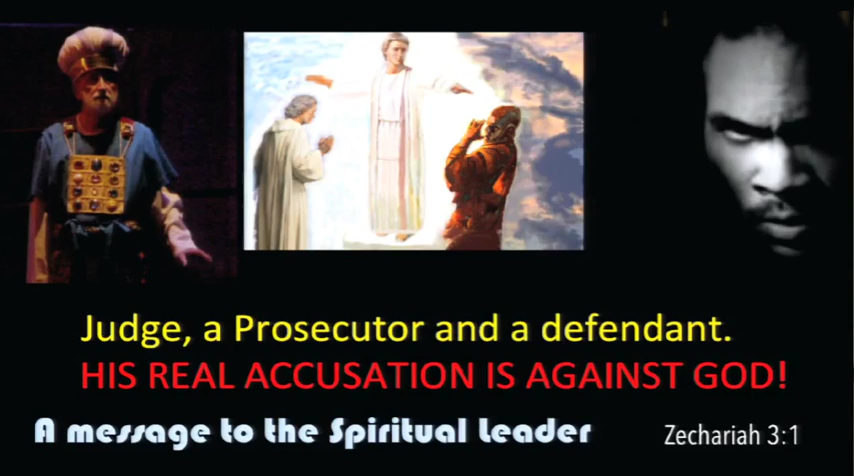 Judge, a Prosecutor and a defendant.
HIS REAL ACCUSATION IS AGAINST GOD!
A message to the Spiritual Leader
Zechariah 3:1